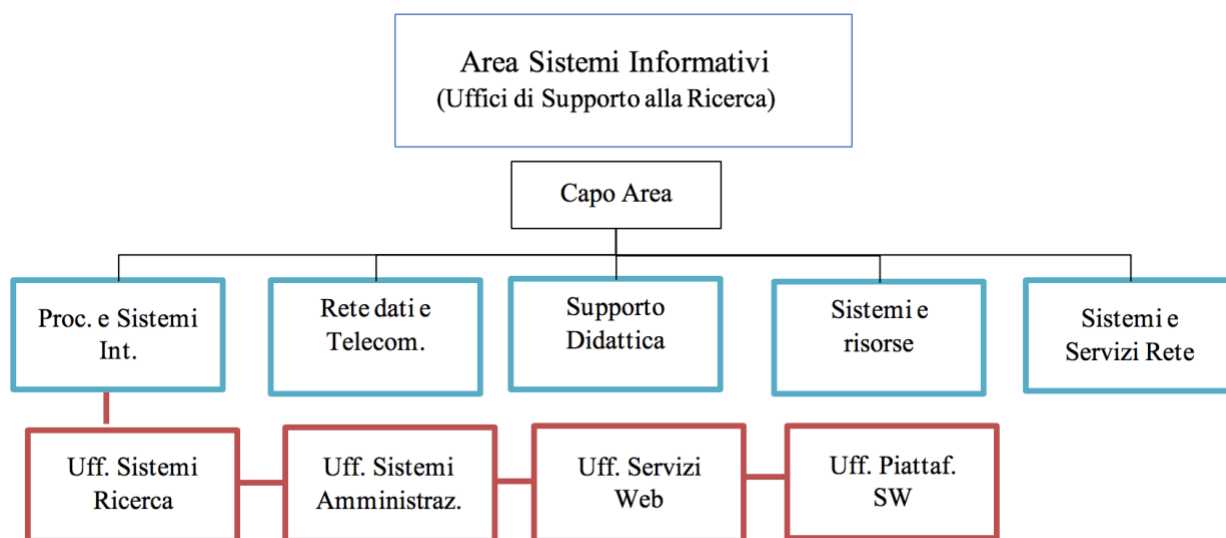 Area Sistemi Informativi
(Uffici di Supporto alla Ricerca)
Capo Area
Proc. e Sistemi
Int.
Rete dati e
Telecom.
Supporto
Didattica
Sistemi e
risorse
Sistemi e
Servizi Rete
Uff. Sistemi
Ricerca
Uff. Sistemi
Amministraz.
Uff. Servizi
Web
Uff. Piattaf.
SW